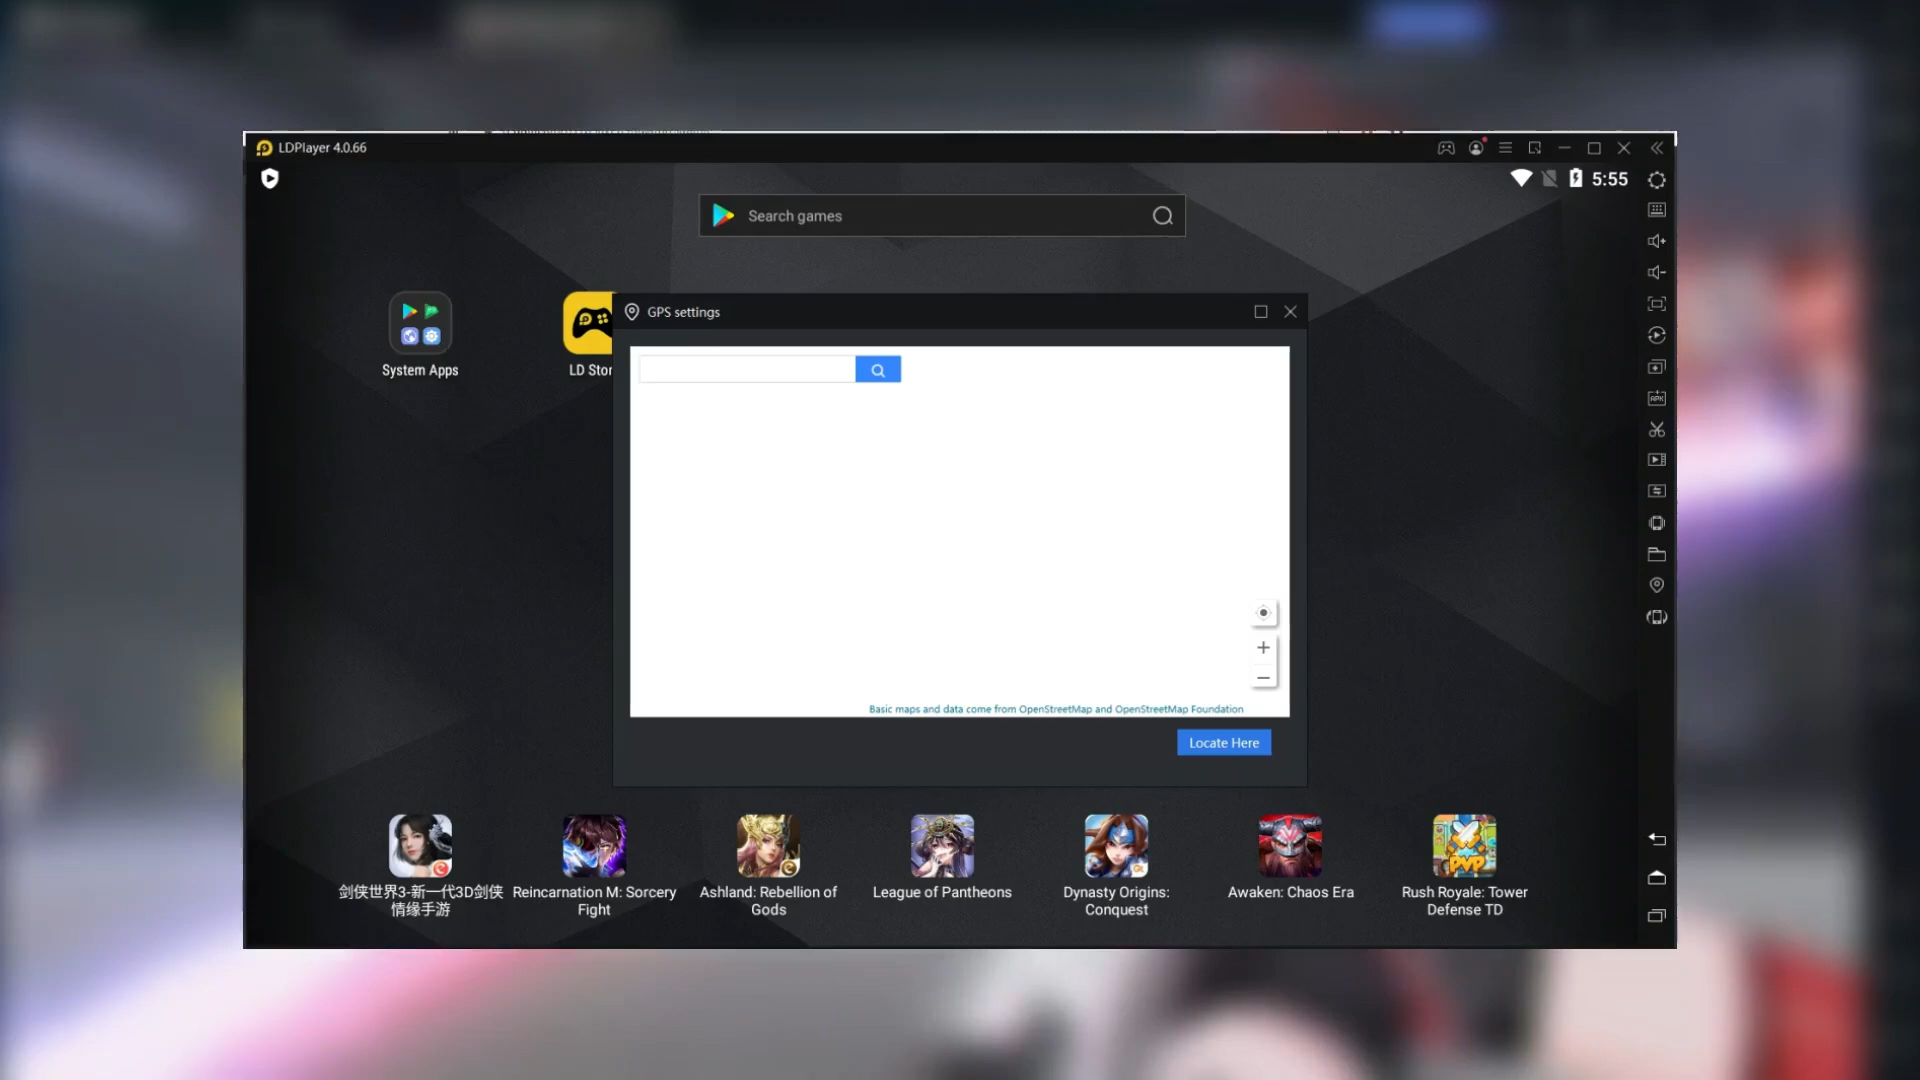 LDPlayer 4.0.66
5:55
Search games
System Apps
LD Stor
GPS settings
Basic maps and data come from OpenStreetMap and OpenStreetMap Foundation
Locate Here
剑侠世界3-新一代3D剑侠
情缘手游
Reincarnation M: Sorcery
Fight
Ashland: Rebellion of
Gods
League of Pantheons
Dynasty Origins:
Conquest
Awaken: Chaos Era
Rush Royale: Tower
Defense TD
PVP
APK